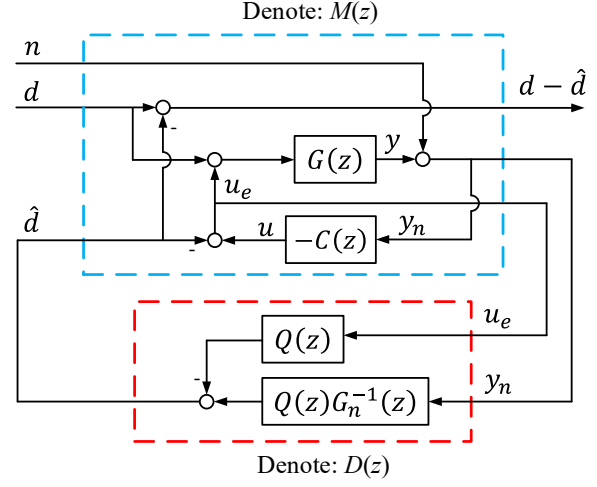 Denote: M(z)
n
d
d − d̂
-
y
G(z)
u_e
d̂
u
−C(z)
y_n
-
Q(z)
u_e
-
Q(z)G_n^{-1}(z)
y_n
Denote: D(z)